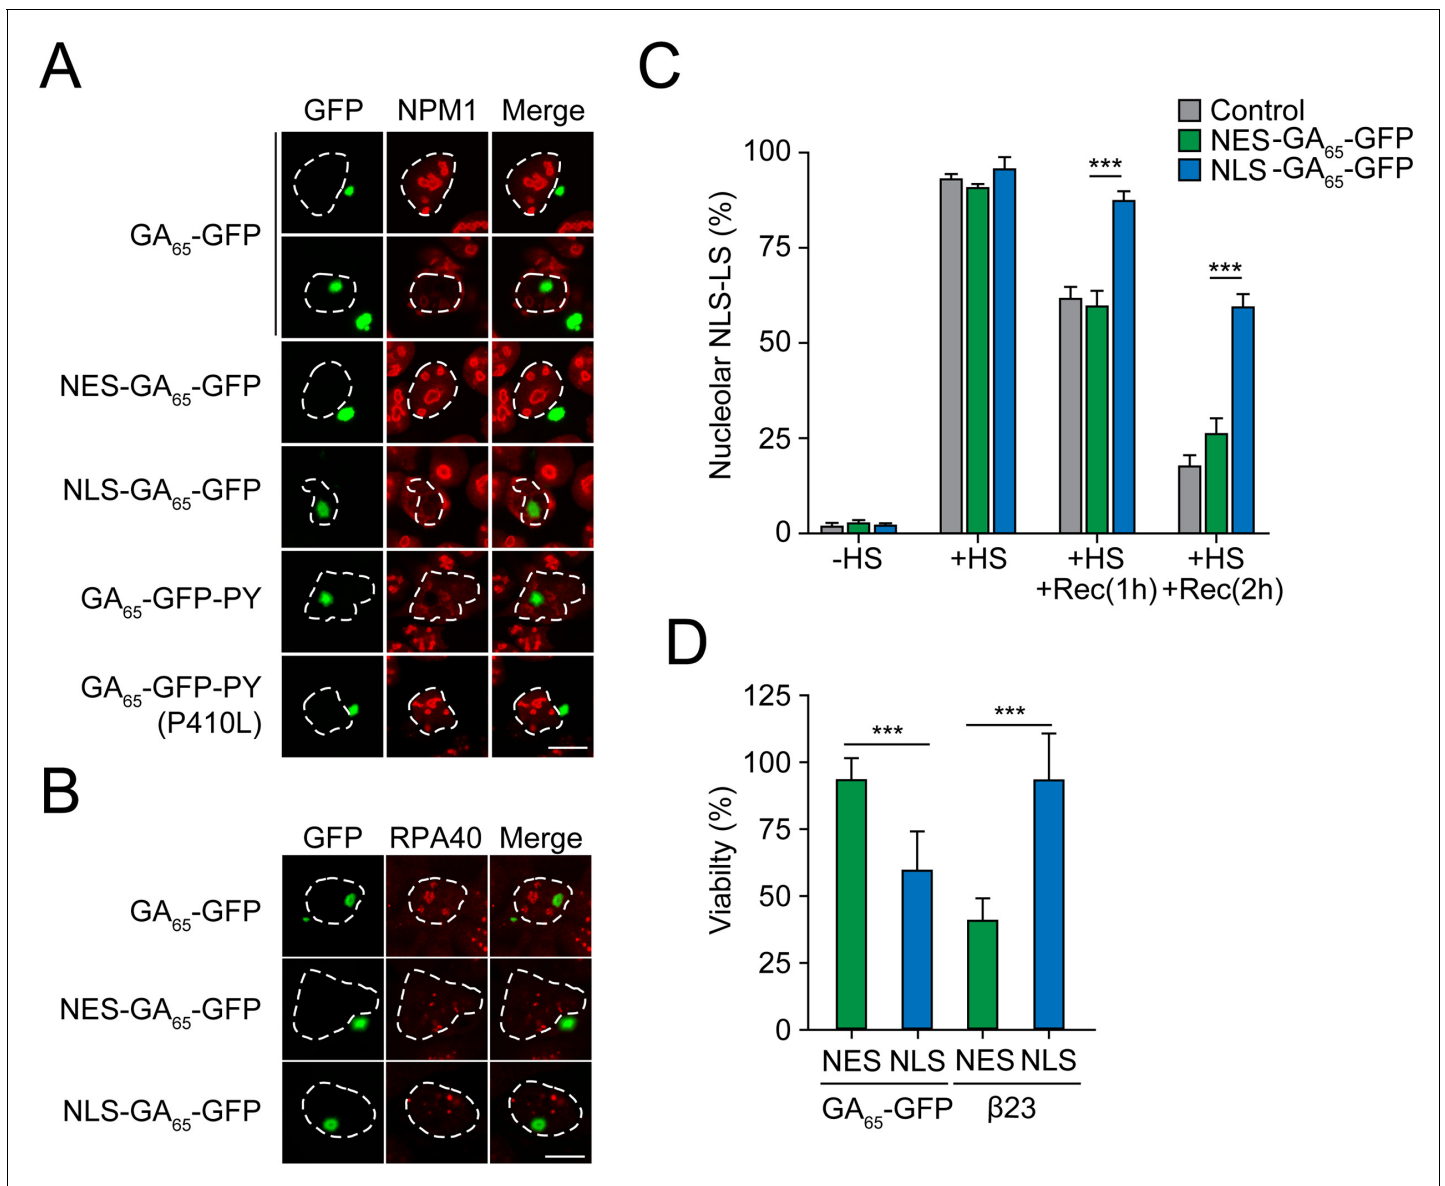 A
GFP NPM1 Merge
GA65-GFP
NES-GA65-GFP
NLS-GA65-GFP
GA65-GFP-PY
GA65-GFP-PY
(P410L)
B
GFP RPA40 Merge
GA65-GFP
NES-GA65-GFP
NLS-GA65-GFP
C
Control
NES-GA65-GFP
NLS-GA65-GFP
Nucleolar NLS-LS (%)
100
75
50
25
0
***
***
-HS +HS +HS +HS
+Rec(1h) +Rec(2h)
D
Viabilty (%)
125
100
75
50
25
0
*** ***
NES NLS NES NLS
GA65-GFP β23